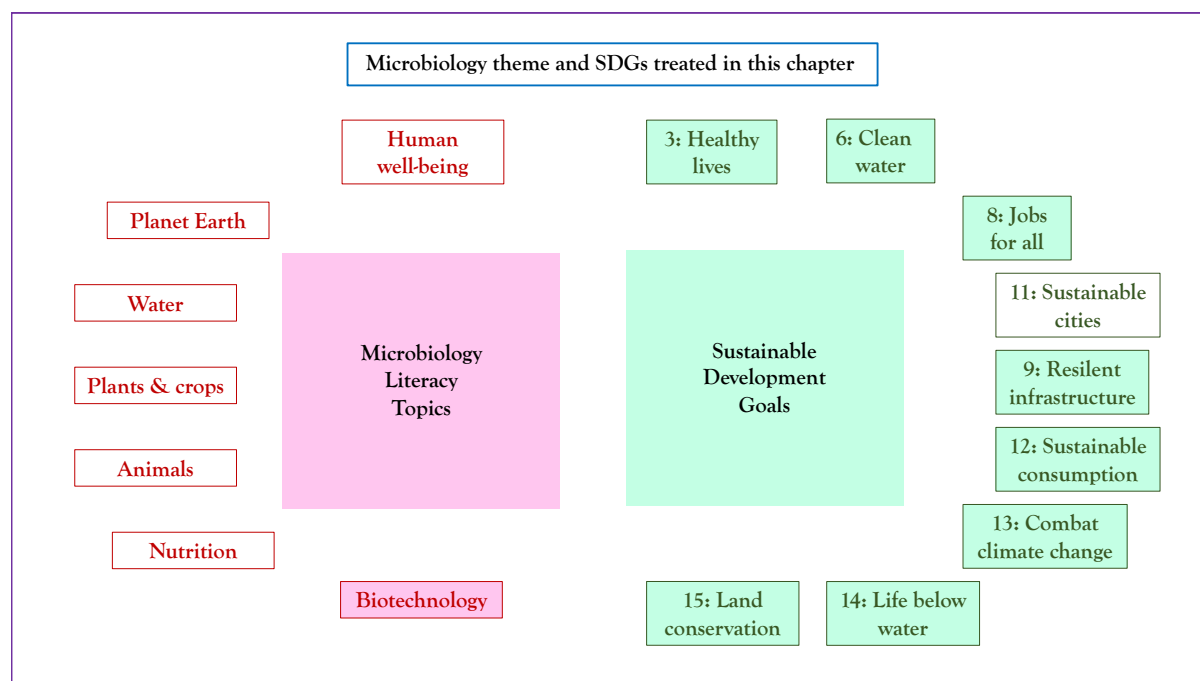 Microbiology theme and SDGs treated in this chapter
Human
well-being
Planet Earth
Water
Plants & crops
Animals
Nutrition
Biotechnology
Microbiology
Literacy
Topics
Sustainable
Development
Goals
3: Healthy
lives
6: Clean
water
8: Jobs
for all
11: Sustainable
cities
9: Resilent
infrastructure
12: Sustainable
consumption
13: Combat
climate change
14: Life below
water
15: Land
conservation